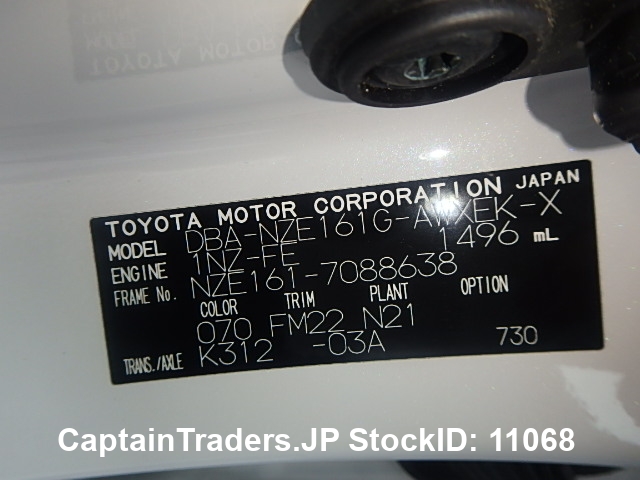 TOYOTA MOTOR CORPORATION JAPAN
MODEL DBA-NZE161G-AWXEK-X
ENGINE 1NZ-FE 1496 mL
FRAME No. NZE161-7088638
COLOR TRIM PLANT OPTION
070 FM22 N21
TRANS./AXLE K312 -03A 730
CaptainTraders.JP StockID: 11068